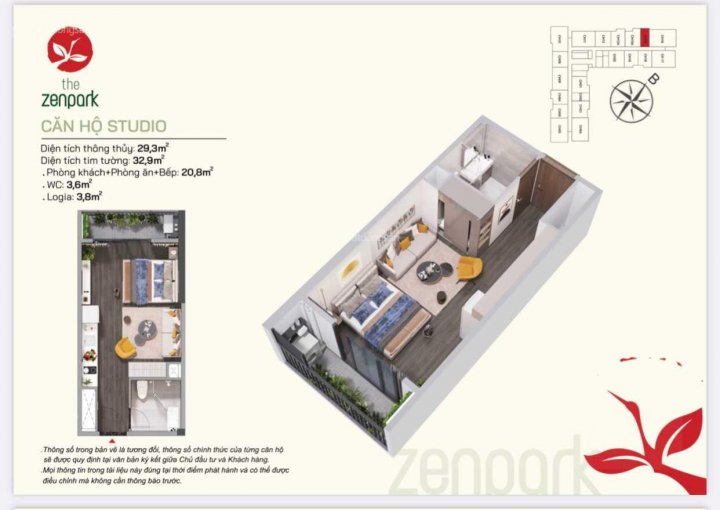 the
zenpark
CĂN HỘ STUDIO
Diện tích thông thủy: 29,3m²
Diện tích tim tường: 32,9m²
. Phòng khách+Phòng ăn+Bếp: 20,8m²
. WC: 3,6m²
. Logia: 3,8m²
B
.Thông số trong bản vẽ là tương đối, thông số chính thức của từng căn hộ
sẽ được quy định tại văn bản ký kết giữa Chủ đầu tư và Khách hàng.
.Mọi thông tin trong tài liệu này đúng tại thời điểm phát hành và có thể được
điều chỉnh mà không cần thông báo trước.
zenpark